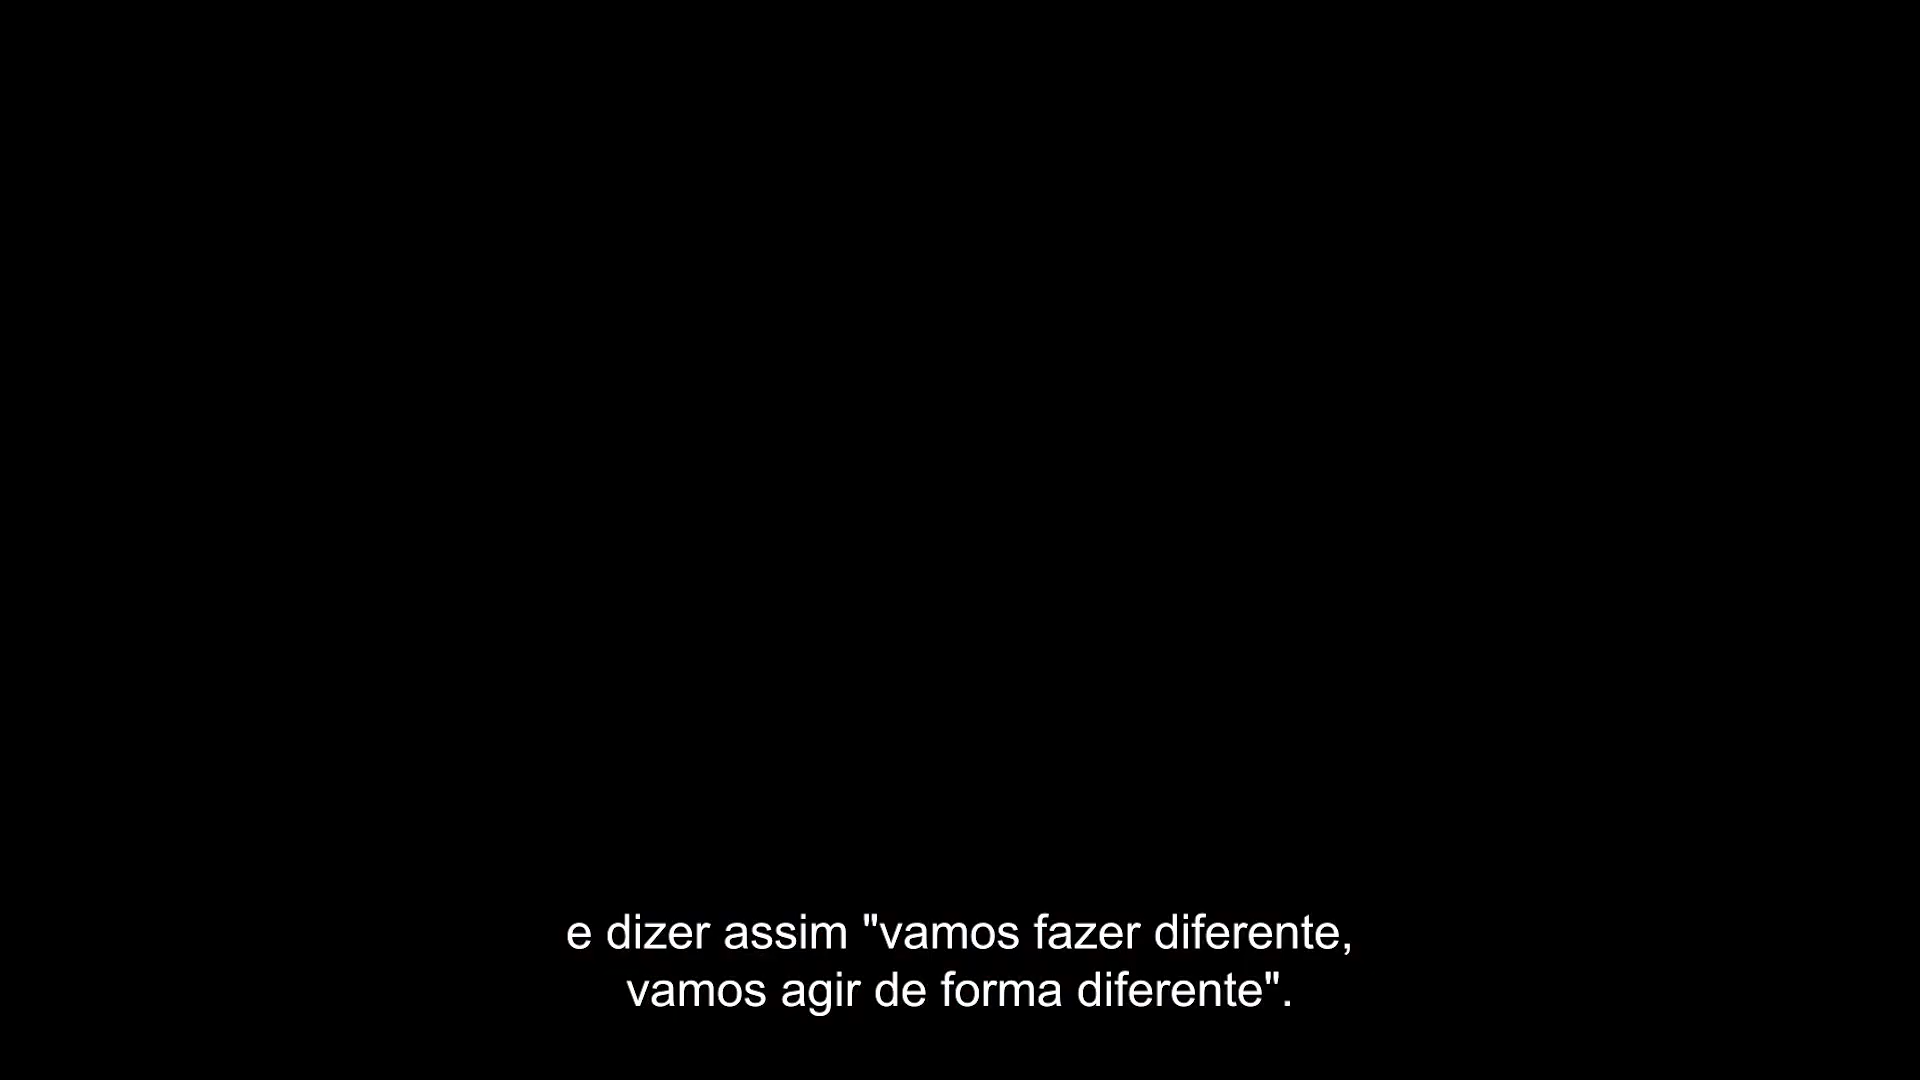 e dizer assim "vamos fazer diferente,
vamos agir de forma diferente".